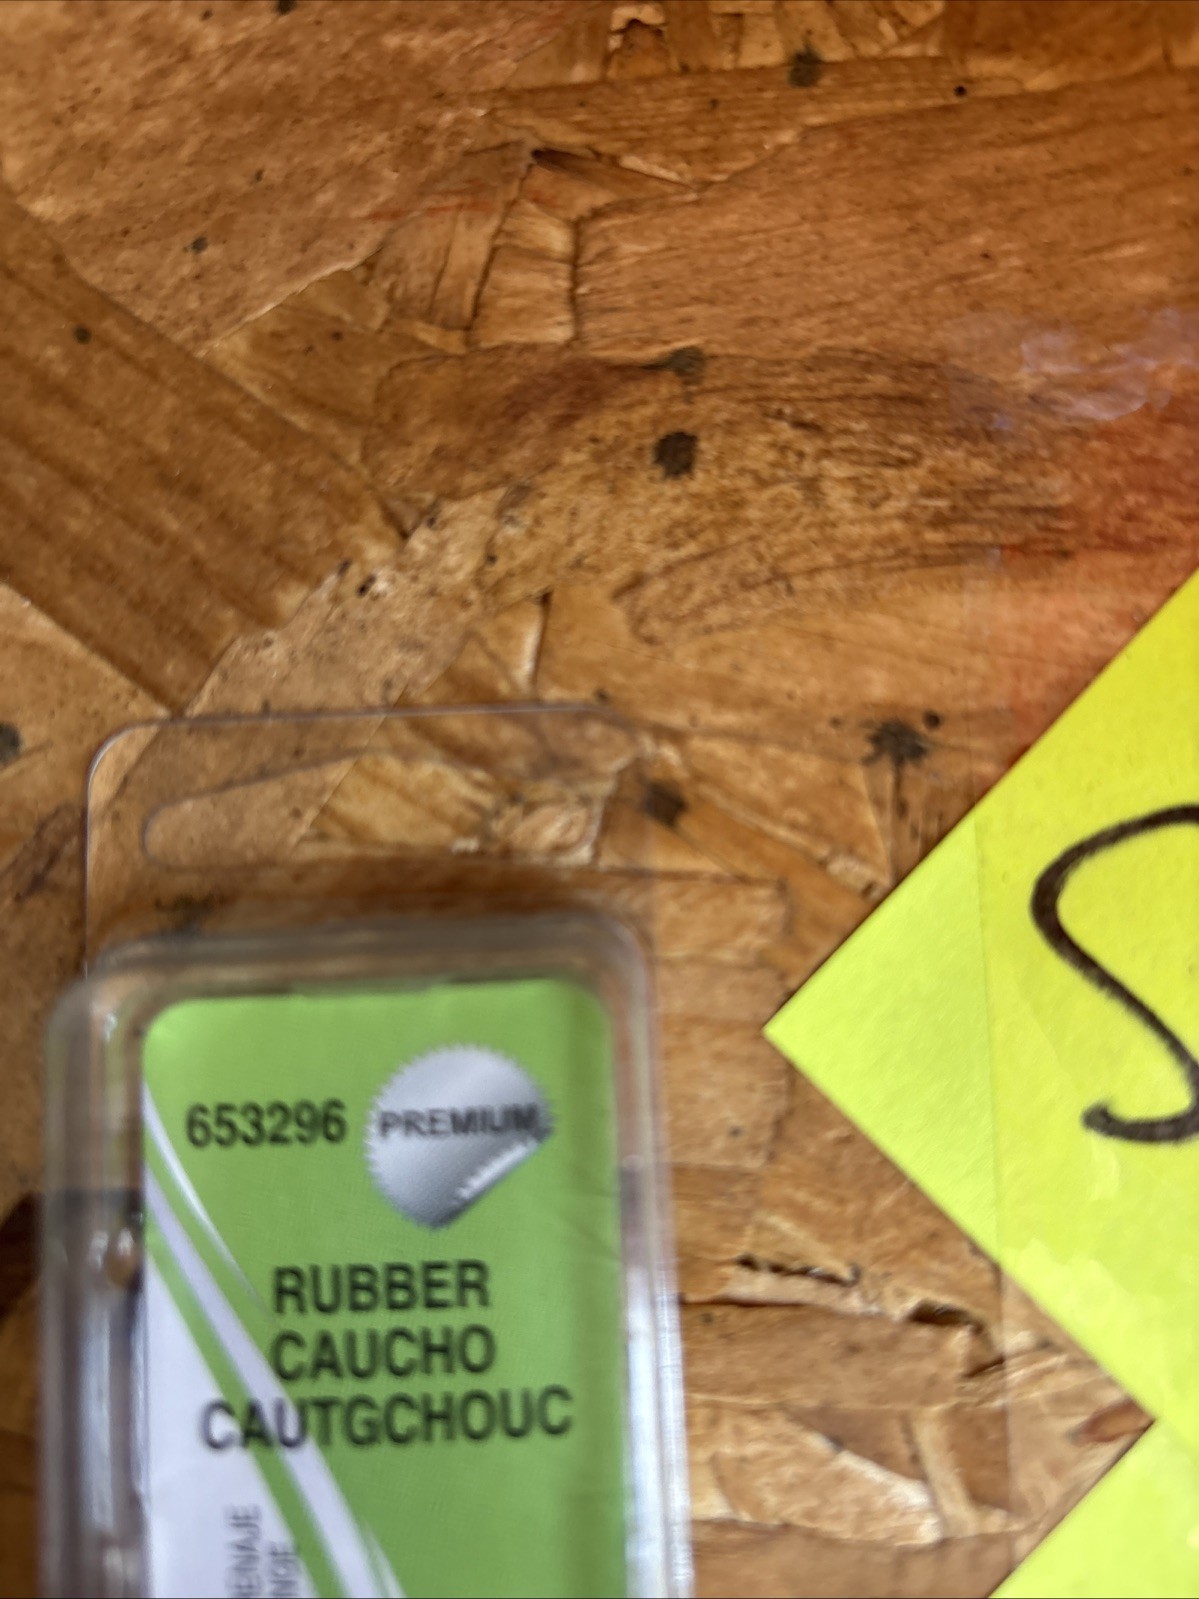 S
653296
PREMIUM
RUBBER
CAUCHO
CAUTGCHOUC